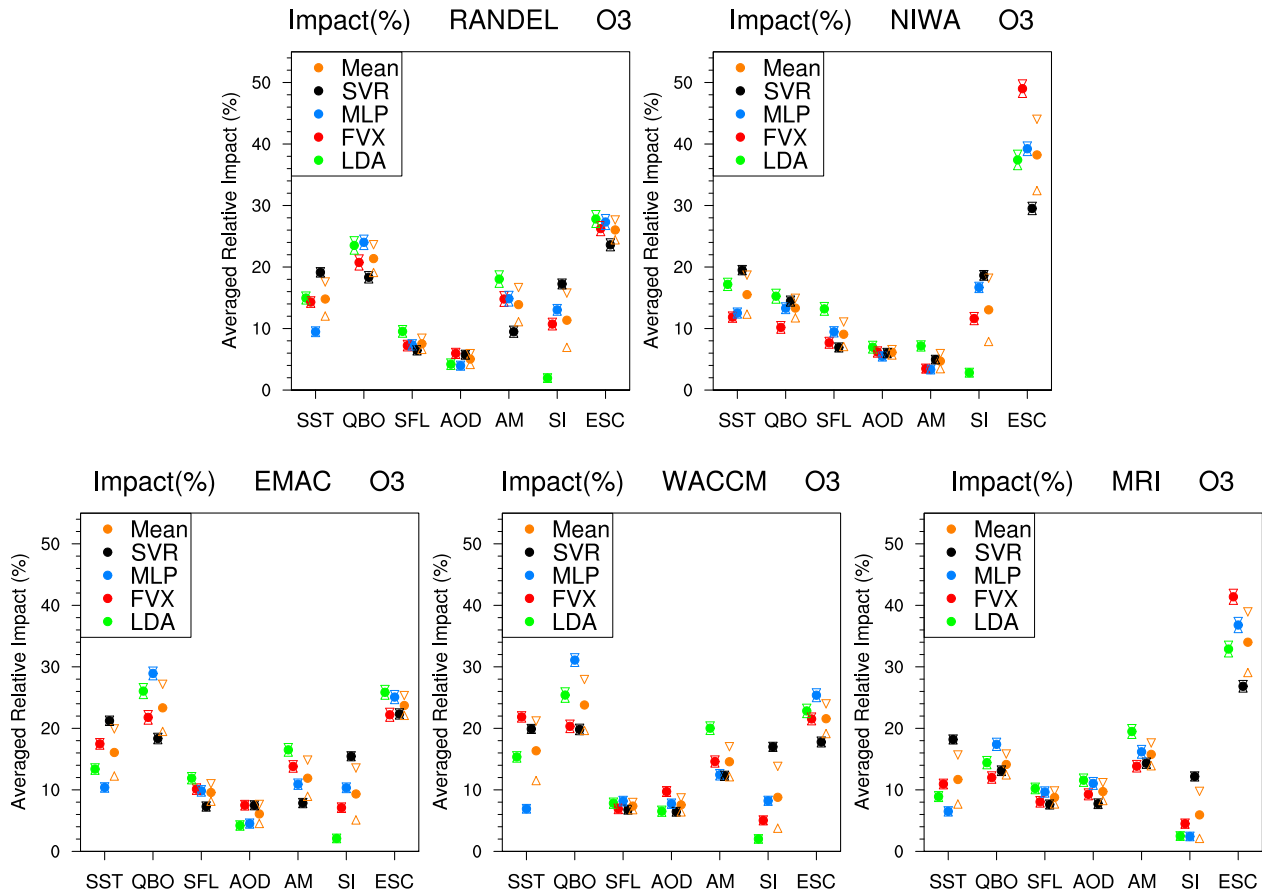 Impact(%) RANDEL O3
Averaged Relative Impact (%)
50
40
30
20
10
0
Mean
SVR
MLP
FVX
LDA
SST QBO SFL AOD AM SI ESC
Impact(%) NIWA O3
Averaged Relative Impact (%)
50
40
30
20
10
0
Mean
SVR
MLP
FVX
LDA
SST QBO SFL AOD AM SI ESC
Impact(%) EMAC O3
Averaged Relative Impact (%)
50
40
30
20
10
0
Mean
SVR
MLP
FVX
LDA
SST QBO SFL AOD AM SI ESC
Impact(%) WACCM O3
Averaged Relative Impact (%)
50
40
30
20
10
0
Mean
SVR
MLP
FVX
LDA
SST QBO SFL AOD AM SI ESC
Impact(%) MRI O3
Averaged Relative Impact (%)
50
40
30
20
10
0
Mean
SVR
MLP
FVX
LDA
SST QBO SFL AOD AM SI ESC